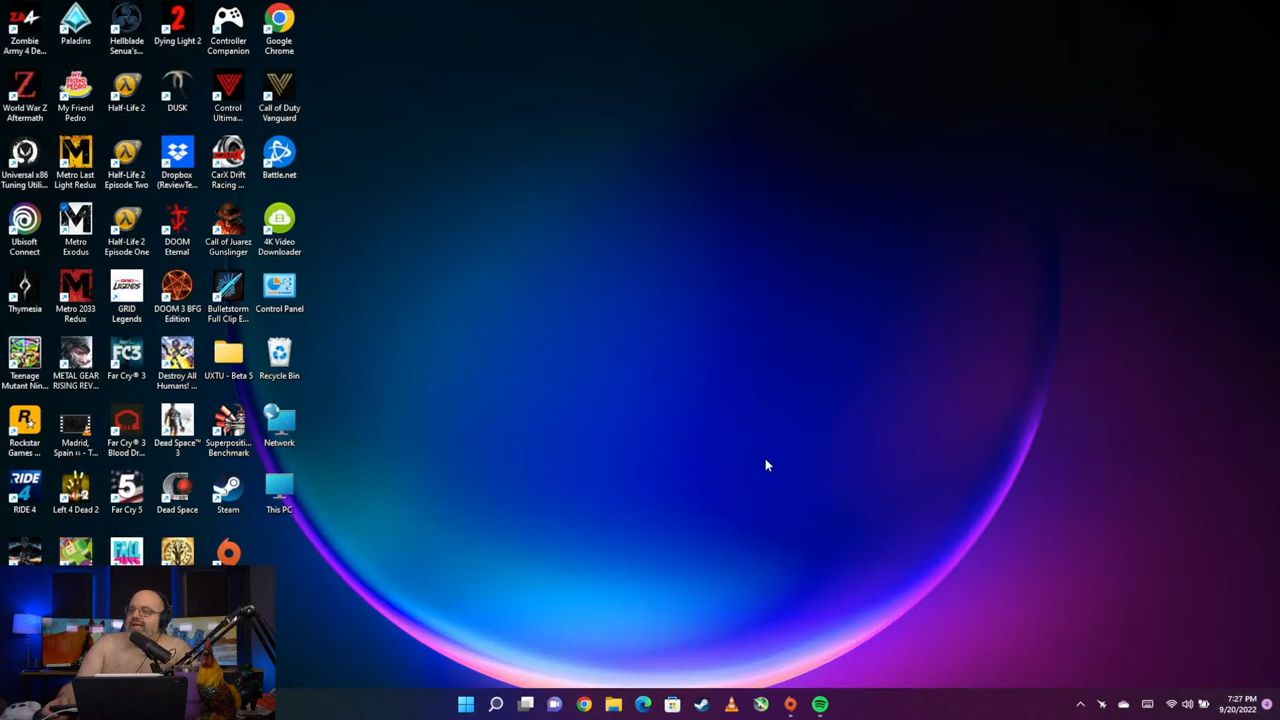 Zombie
Army 4 De...
Paladins
Hellblade
Senua's...
Dying Light 2
Controller
Companion
Google
Chrome
World War Z
Aftermath
My Friend
Pedro
Half-Life 2
DUSK
Control
Ultima...
Call of Duty
Vanguard
Universal x86
Tuning Utili...
Metro Last
Light Redux
Half-Life 2
Episode Two
Dropbox
(ReviewTe...
CarX Drift
Racing ...
Battle.net
Ubisoft
Connect
Metro
Exodus
Half-Life 2
Episode One
DOOM
Eternal
Call of Juarez
Gunslinger
4K Video
Downloader
Thymesia
Metro 2033
Redux
GRID
Legends
DOOM 3 BFG
Edition
Bulletstorm
Full Clip E...
Control Panel
Teenage
Mutant Nin...
METAL GEAR
RISING REV...
Far Cry® 3
Destroy All
Humans! ...
UXTU - Beta 5
Recycle Bin
Rockstar
Games ...
Madrid,
Far Cry® 3
Blood Dr...
Dead Space™
3
Superpositi...
Benchmark
Network
RIDE 4
Left 4 Dead 2
Far Cry 5
Dead Space
Steam
This PC
7:27 PM
9/20/2022